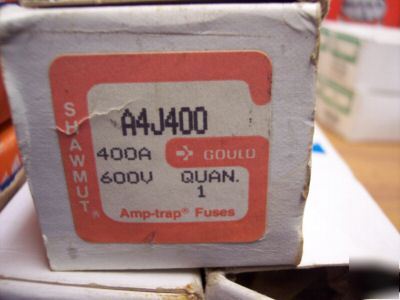 SHAWMUT®
A4J400
400A
GOULD
600V QUAN.
1
Amp-trap® Fuses